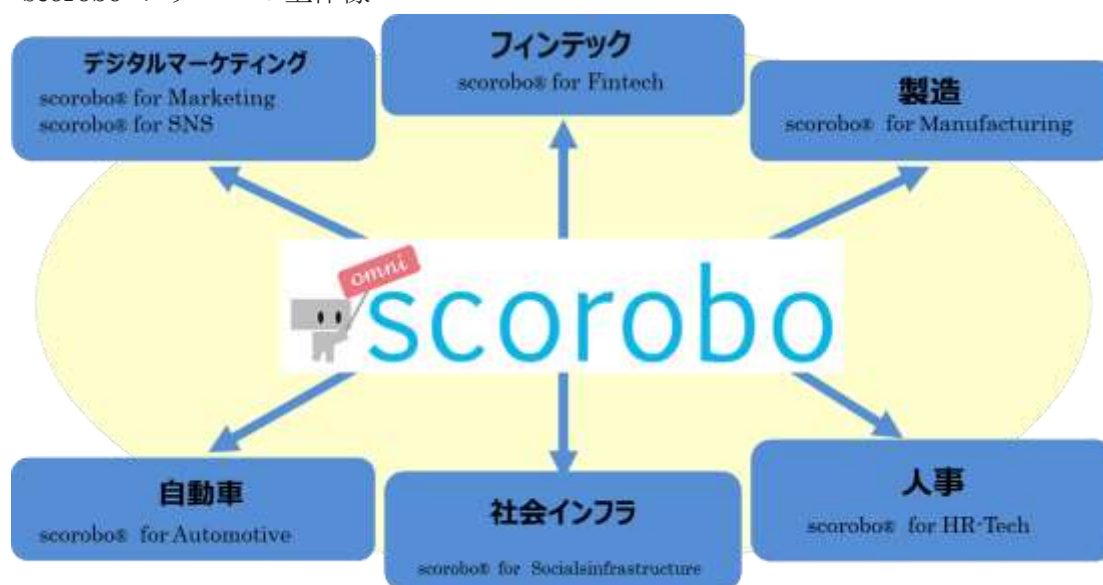 デジタルマーケティング
scorobo® for Marketing
scorobo® for SNS
フィンテック
scorobo® for Fintech
製造
scorobo® for Manufacturing
omni
scorobo
自動車
scorobo® for Automotive
社会インフラ
scorobo® for Socialsinfrastructure
人事
scorobo® for HR-Tech